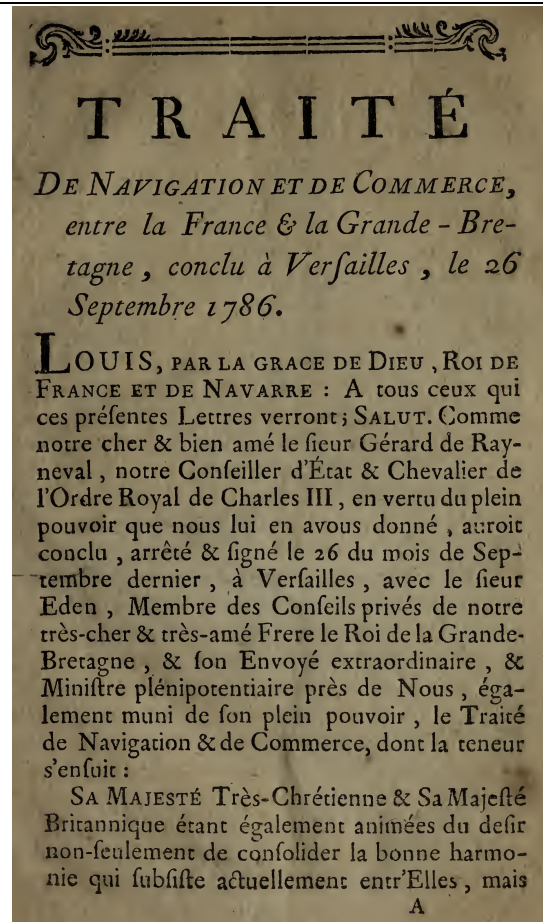 TRAITÉ
DE NAVIGATION ET DE COMMERCE,
entre la France & la Grande-Bre-
tagne, conclu à Verſailles, le 26
Septembre 1786.
LOUIS, PAR LA GRACE DE DIEU, ROI DE
FRANCE ET DE NAVARRE : A tous ceux qui
ces préſentes Lettres verront; SALUT. Comme
notre cher & bien amé le ſieur Gérard de Ray-
neval, notre Conſeiller d'État & Chevalier de
l'Ordre Royal de Charles III, en vertu du plein
pouvoir que nous lui en avous donné, auroit
conclu, arrêté & ſigné le 26 du mois de Sep-
tembre dernier, à Verſailles, avec le ſieur
Eden, Membre des Conſeils privés de notre
très-cher & très-amé Frere le Roi de la Grande-
Bretagne, & ſon Envoyé extraordinaire, &
Miniſtre plénipotentiaire près de Nous, éga-
lement muni de ſon plein pouvoir, le Traité
de Navigation & de Commerce, dont la teneur
s'enſuit :
SA MAJESTÉ Très-Chrétienne & Sa Majeſté
Britannique étant également animées du deſir
non-ſeulement de conſolider la bonne harmo-
nie qui ſubſiſte actuellement entr'Elles, mais
A